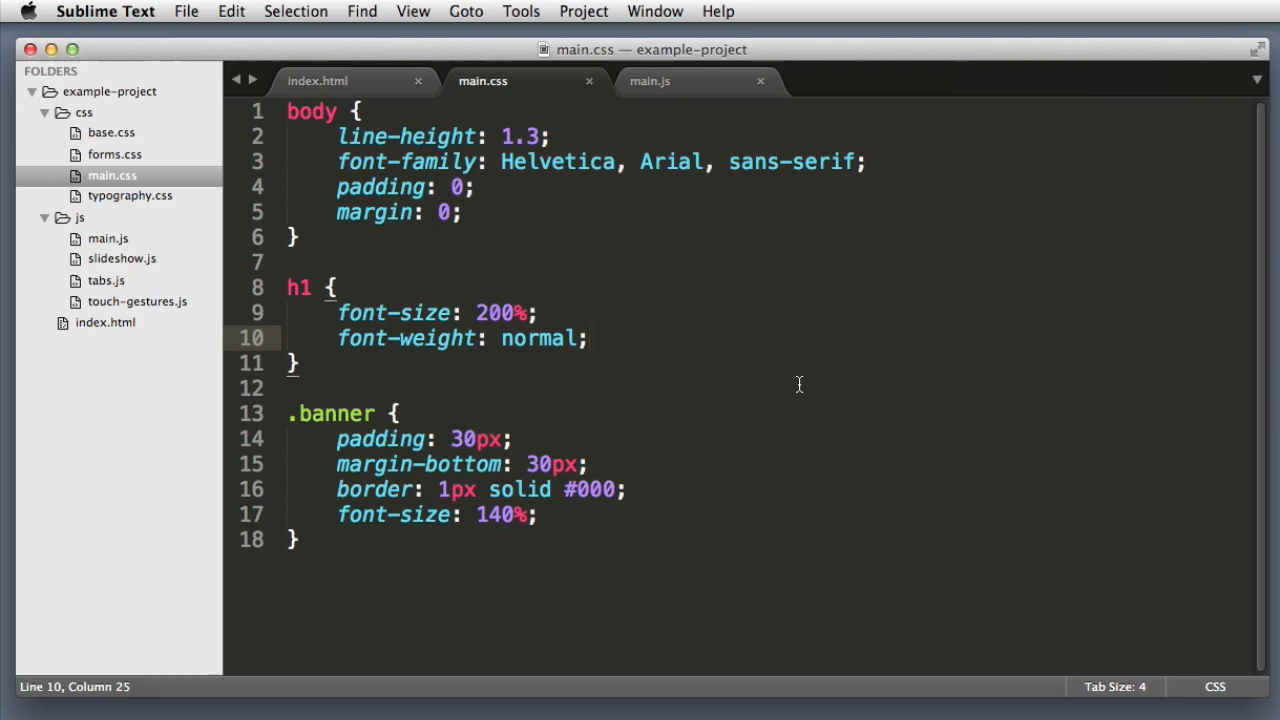 Sublime Text File Edit Selection Find View Goto Tools Project Window Help
main.css — example-project
FOLDERS
example-project
css
base.css
forms.css
main.css
typography.css
js
main.js
slideshow.js
tabs.js
touch-gestures.js
index.html
index.html × main.css × main.js ×
1 body {
2     line-height: 1.3;
3     font-family: Helvetica, Arial, sans-serif;
4     padding: 0;
5     margin: 0;
6 }
7
8 h1 {
9     font-size: 200%;
10     font-weight: normal;
11 }
12
13 .banner {
14     padding: 30px;
15     margin-bottom: 30px;
16     border: 1px solid #000;
17     font-size: 140%;
18 }
Line 10, Column 25 Tab Size: 4 CSS